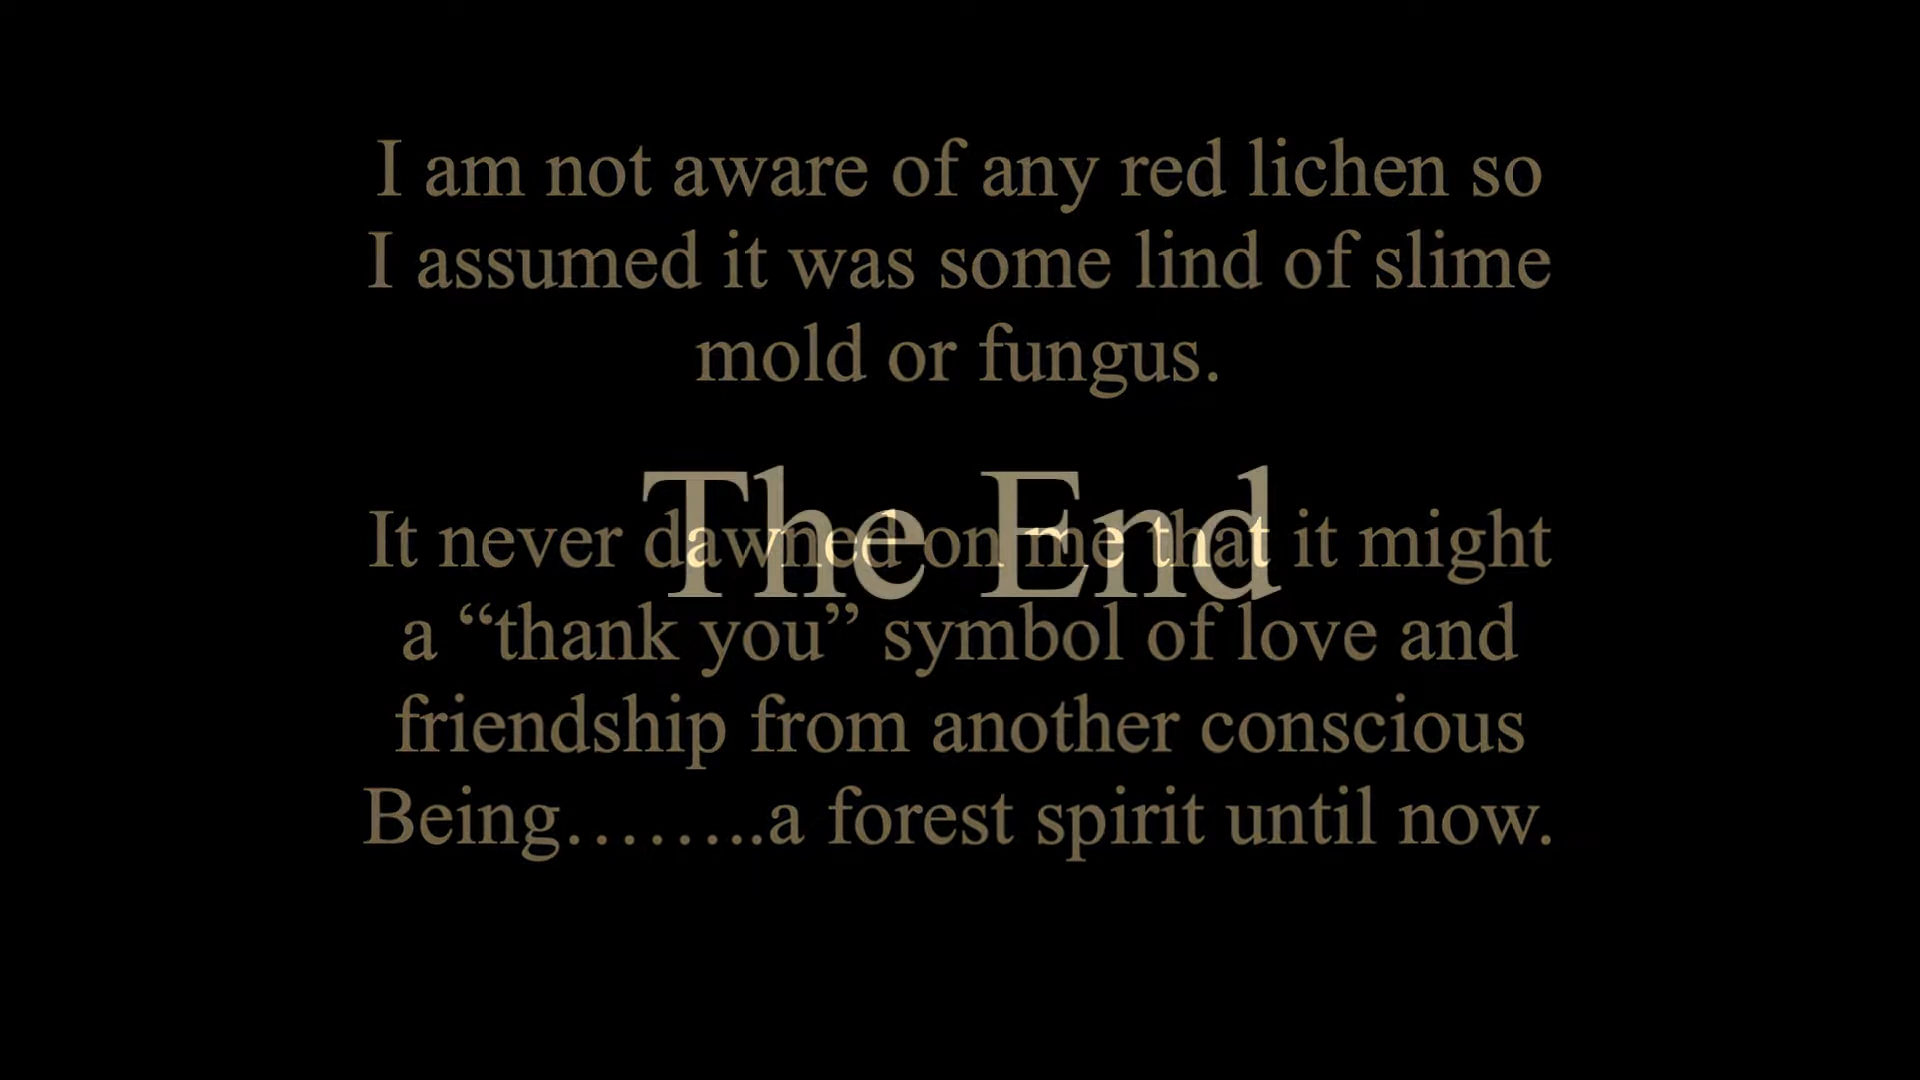 I am not aware of any red lichen so
I assumed it was some lind of slime
mold or fungus.
The End
It never dawned on me that it might
a “thank you” symbol of love and
friendship from another conscious
Being……..a forest spirit until now.